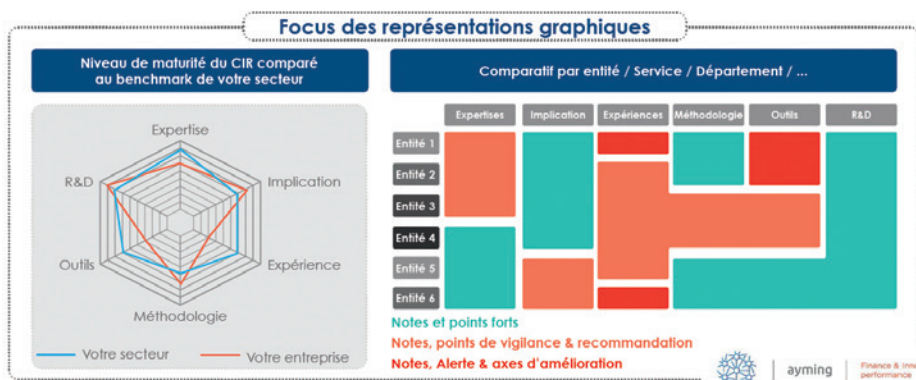 Focus des représentations graphiques
Niveau de maturité du CIR comparé
au benchmark de votre secteur
Expertise
R&D
Implication
Outils
Expérience
Méthodologie
Votre secteur
Votre entreprise
Comparatif par entité / Service / Département / ...
Expertises
Implication
Expériences
Méthodologie
Outils
R&D
Entité 1
Entité 2
Entité 3
Entité 4
Entité 5
Entité 6
Notes et points forts
Notes, points de vigilance & recommandation
Notes, Alerte & axes d'amélioration
ayming
Finance &
performance